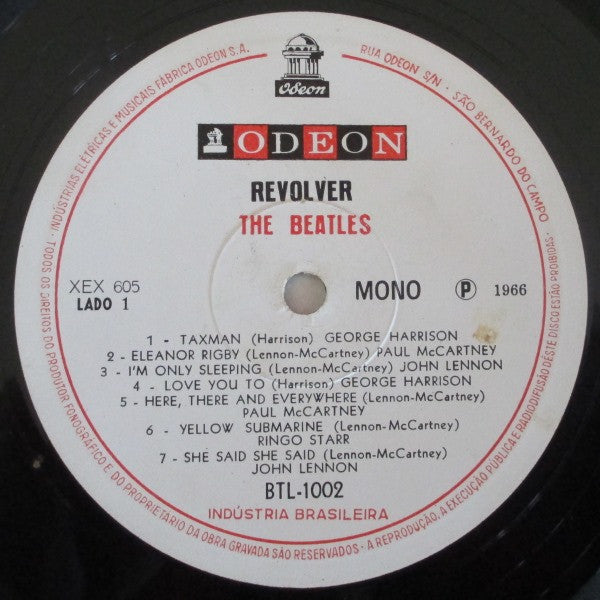 INDÚSTRIAS ELÉTRICAS E MUSICAIS FÁBRICA ODEON S.A.
RUA ODEON S/N - SÃO BERNARDO DO CAMPO
Odeon
ODEON
REVOLVER
THE BEATLES
XEX 605
LADO 1
MONO
P 1966
1 - TAXMAN (Harrison) GEORGE HARRISON
2 - ELEANOR RIGBY (Lennon-McCartney) PAUL McCARTNEY
3 - I'M ONLY SLEEPING (Lennon-McCartney) JOHN LENNON
4 - LOVE YOU TO (Harrison) GEORGE HARRISON
5 - HERE, THERE AND EVERYWHERE (Lennon-McCartney)
PAUL McCARTNEY
6 - YELLOW SUBMARINE (Lennon-McCartney)
RINGO STARR
7 - SHE SAID SHE SAID (Lennon-McCartney)
JOHN LENNON
BTL-1002
INDÚSTRIA BRASILEIRA
TODOS OS DIREITOS DO PRODUTOR FONOGRÁFICO E DO PROPRIETÁRIO DA OBRA GRAVADA SÃO RESERVADOS - A REPRODUÇÃO, A EXECUÇÃO PÚBLICA E RADIODIFUSÃO DÊSTE DISCO ESTÃO PROIBIDAS